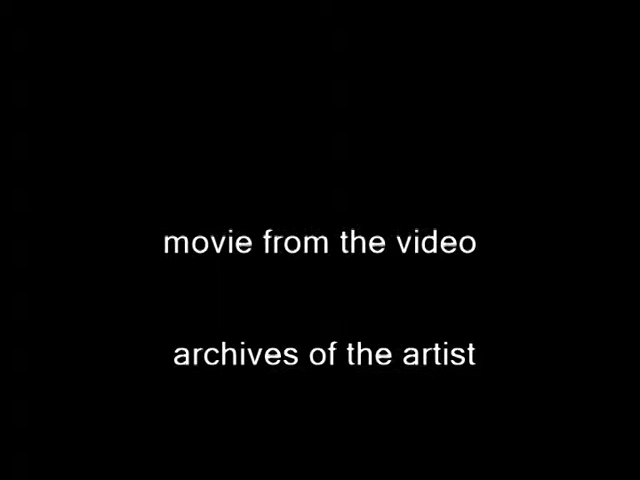 movie from the video
archives of the artist